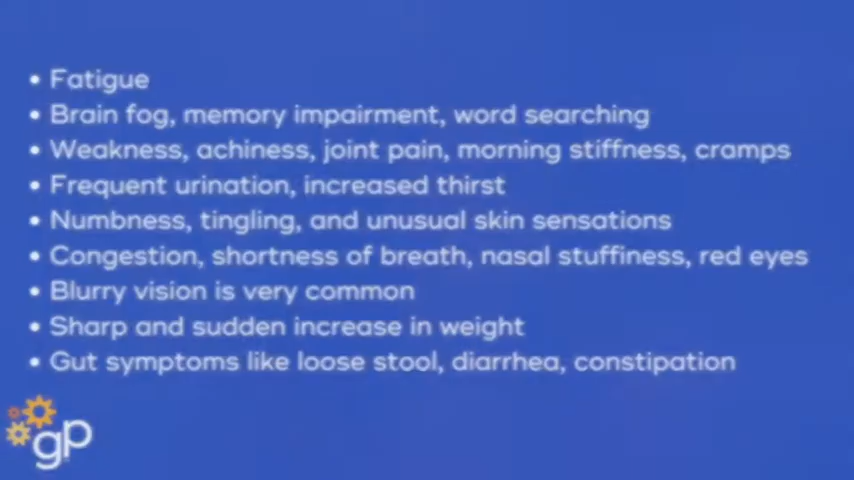 • Fatigue
• Brain fog, memory impairment, word searching
• Weakness, achiness, joint pain, morning stiffness, cramps
• Frequent urination, increased thirst
• Numbness, tingling, and unusual skin sensations
• Congestion, shortness of breath, nasal stuffiness, red eyes
• Blurry vision is very common
• Sharp and sudden increase in weight
• Gut symptoms like loose stool, diarrhea, constipation
gp